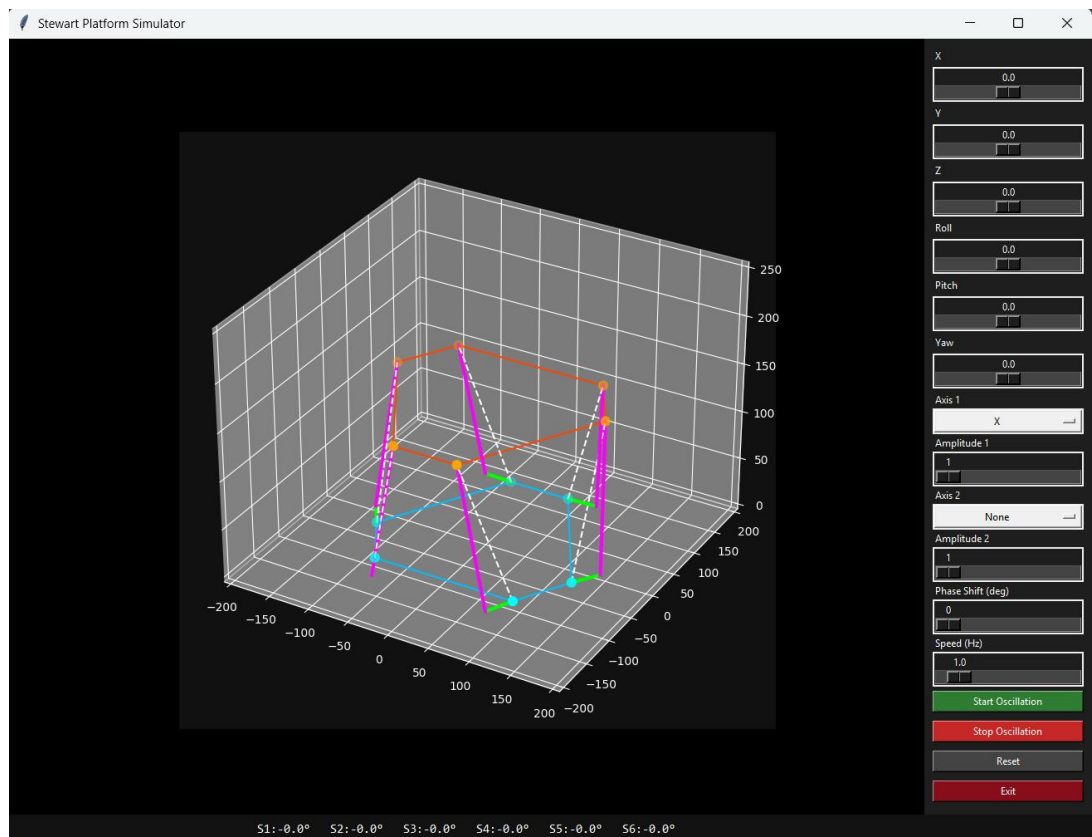 Stewart Platform Simulator
X
0.0
Y
0.0
Z
0.0
Roll
0.0
Pitch
0.0
Yaw
0.0
Axis 1
X
Amplitude 1
1
Axis 2
None
Amplitude 2
1
Phase Shift (deg)
0
Speed (Hz)
1.0
Start Oscillation
Stop Oscillation
Reset
Exit
250
200
150
100
50
0
200
150
100
50
0
−50
−100
−150
−200
−200
−150
−100
−50
0
50
100
150
200
S1:-0.0° S2:-0.0° S3:-0.0° S4:-0.0° S5:-0.0° S6:-0.0°